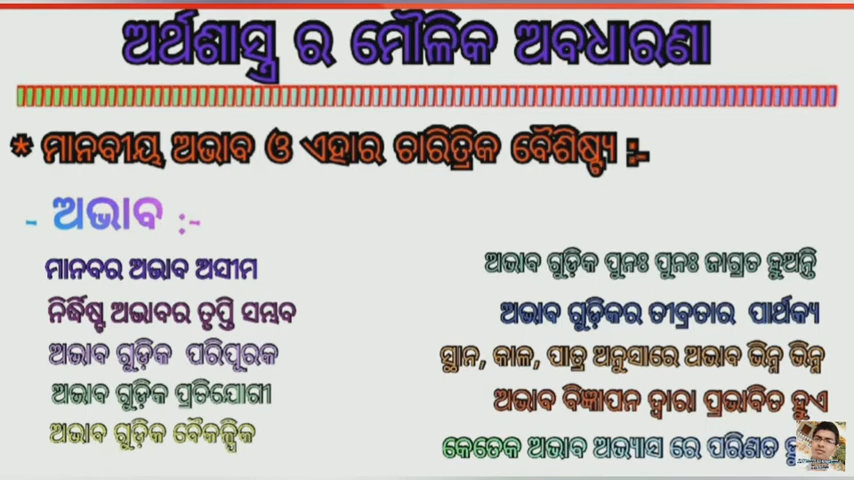 ଅର୍ଥଶାସ୍ତ୍ର ର ମୌଳିକ ଅବଧାରଣା
* ମାନବୀୟ ଅଭାବ ଓ ଏହାର ଚାରିତ୍ରିକ ବୈଶିଷ୍ଟ୍ୟ :-
- ଅଭାବ :-
ମାନବର ଅଭାବ ଅସୀମ
ନିର୍ଦ୍ଧିଷ୍ଟ ଅଭାବର ତୃପ୍ତି ସମ୍ଭବ
ଅଭାବ ଗୁଡ଼ିକ ପରିପୂରକ
ଅଭାବ ଗୁଡ଼ିକ ପ୍ରତିଯୋଗୀ
ଅଭାବ ଗୁଡ଼ିକ ବୈକଳ୍ପିକ
ଅଭାବ ଗୁଡ଼ିକ ପୁନଃ ପୁନଃ ଜାଗ୍ରତ ହୁଅନ୍ତି
ଅଭାବ ଗୁଡ଼ିକର ତୀବ୍ରତାର ପାର୍ଥକ୍ୟ
ସ୍ଥାନ, କାଳ, ପାତ୍ର ଅନୁସାରେ ଅଭାବ ଭିନ୍ନ ଭିନ୍ନ
ଅଭାବ ବିଜ୍ଞାପନ ଦ୍ଵାରା ପ୍ରଭାବିତ ହୁଏ
କେତେକ ଅଭାବ ଅଭ୍ୟାସ ରେ ପରିଣତ